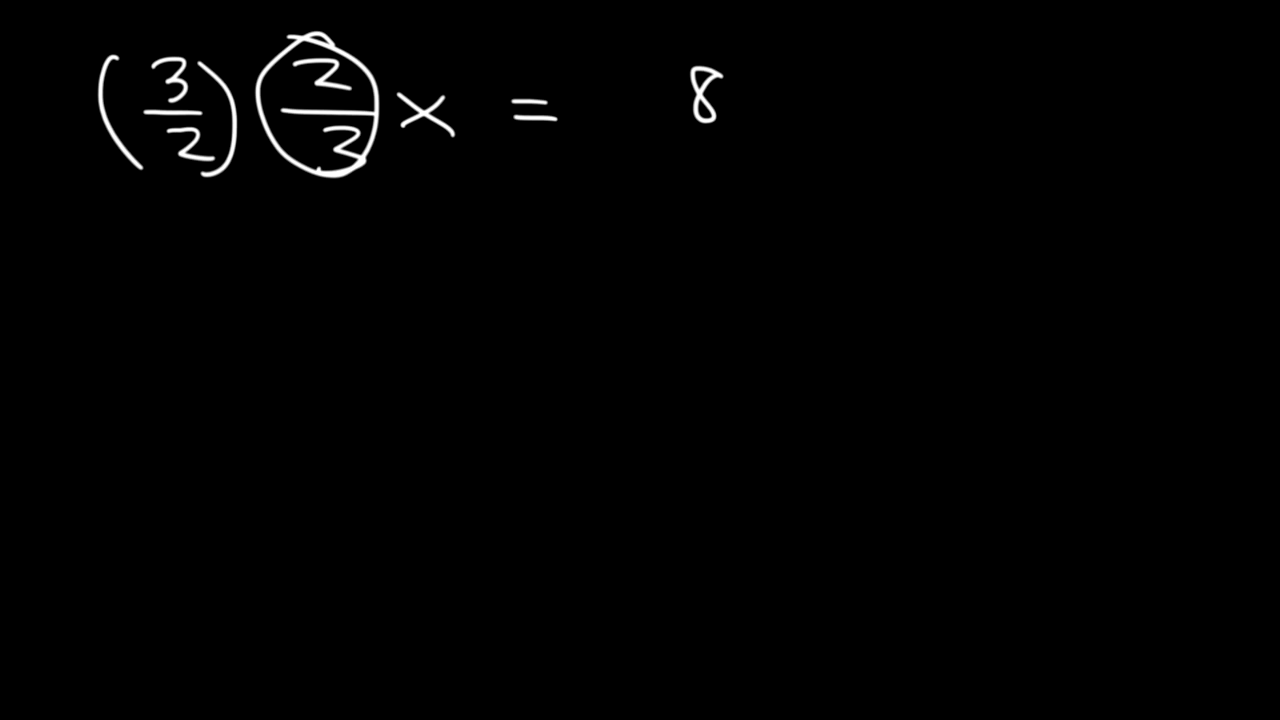 (3/2) 2/3 x = 8